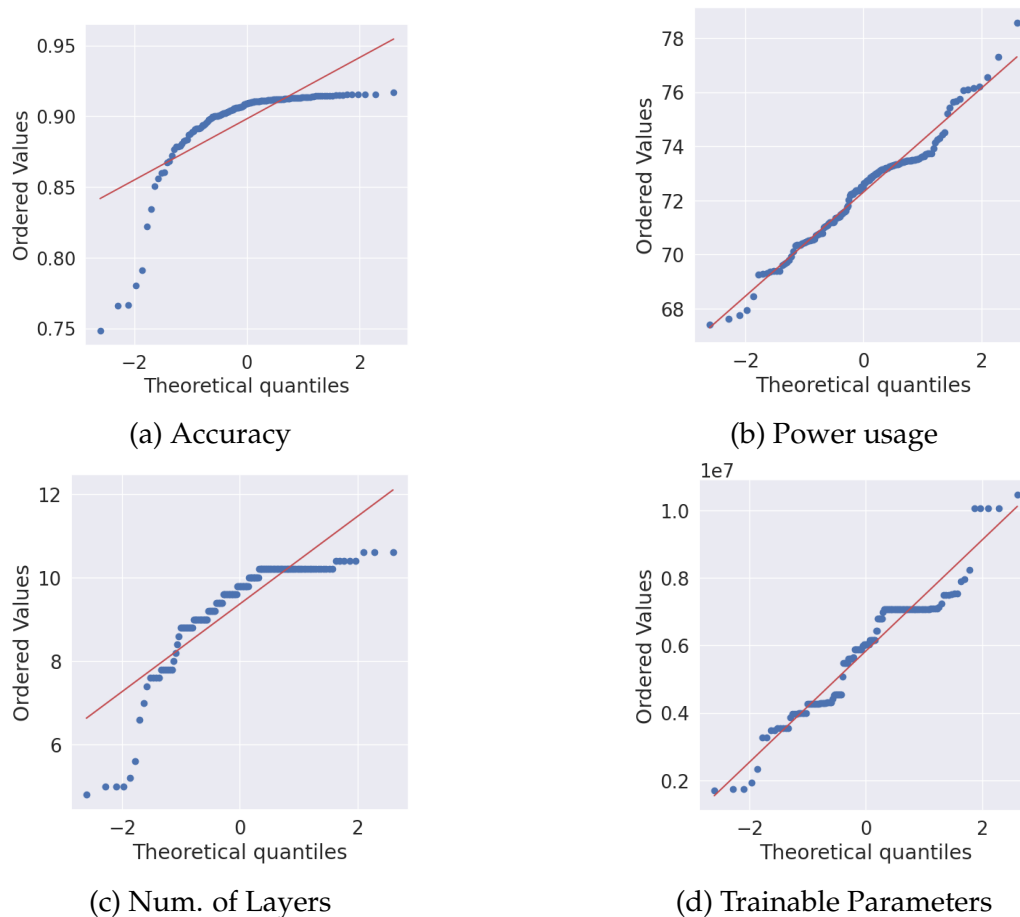 0.95
0.90
0.85
0.80
0.75
Ordered Values
−2
0
2
Theoretical quantiles
(a) Accuracy
78
76
74
72
70
68
Ordered Values
−2
0
2
Theoretical quantiles
(b) Power usage
12
10
8
6
Ordered Values
−2
0
2
Theoretical quantiles
(c) Num. of Layers
1e7
1.0
0.8
0.6
0.4
0.2
Ordered Values
−2
0
2
Theoretical quantiles
(d) Trainable Parameters